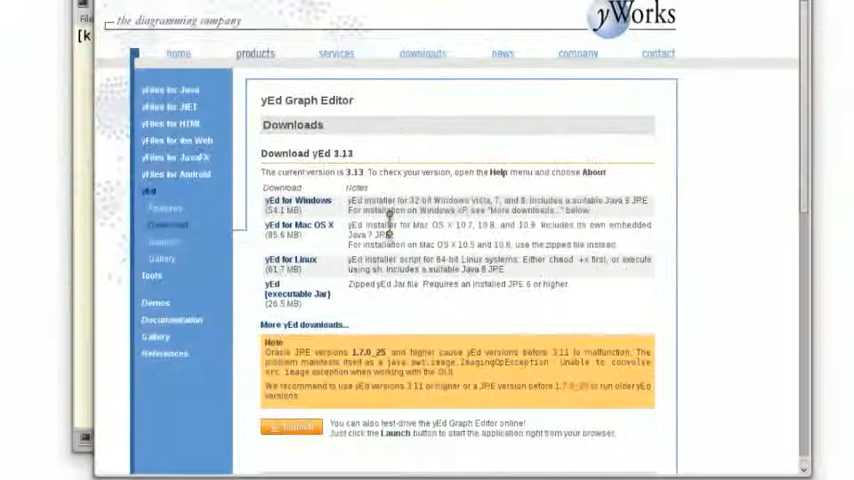 the diagramming company
yWorks
File
[k
home products services downloads news company contact
yFiles for Java
yFiles for .NET
yFiles for HTML
yFiles for the Web
yFiles for JavaFX
yFiles for Android
yEd
Features
Download
Gallery
Tools
Demos
Documentation
Gallery
References
yEd Graph Editor
Downloads
Download yEd 3.13
The current version is 3.13 To check your version, open the Help menu and choose About
Download Notes
yEd for Windows
(54.1 MB)
yEd installer for 32-bit Windows Vista, 7, and 8. Includes a suitable Java 8 JRE
For installation on Windows XP, see "More downloads..." below.
yEd for Mac OS X
(85.6 MB)
yEd installer for Mac OS X 10.7, 10.8, and 10.9. Includes its own embedded
Java 7 JRE
For installation on Mac OS X 10.5 and 10.6, use the zipped file instead.
yEd for Linux
(61.7 MB)
yEd installer script for 64-bit Linux systems. Either chmod +x first, or execute
using sh. Includes a suitable Java 8 JRE.
yEd
(executable Jar)
(26.5 MB)
Zipped yEd Jar file. Requires an installed JRE 6 or higher.
More yEd downloads...
Note
Oracle JRE versions 1.7.0_25 and higher cause yEd versions before 3.11 to malfunction. The
problem manifests itself as a java.awt.image.ImagingOpException: Unable to convolve
src image exception when working with the GUI.
We recommend to use yEd versions 3.11 or higher or a JRE version before 1.7.0_25 to run older yEd
versions.
Launch
You can also test-drive the yEd Graph Editor online!
Just click the Launch button to start the application right from your browser.